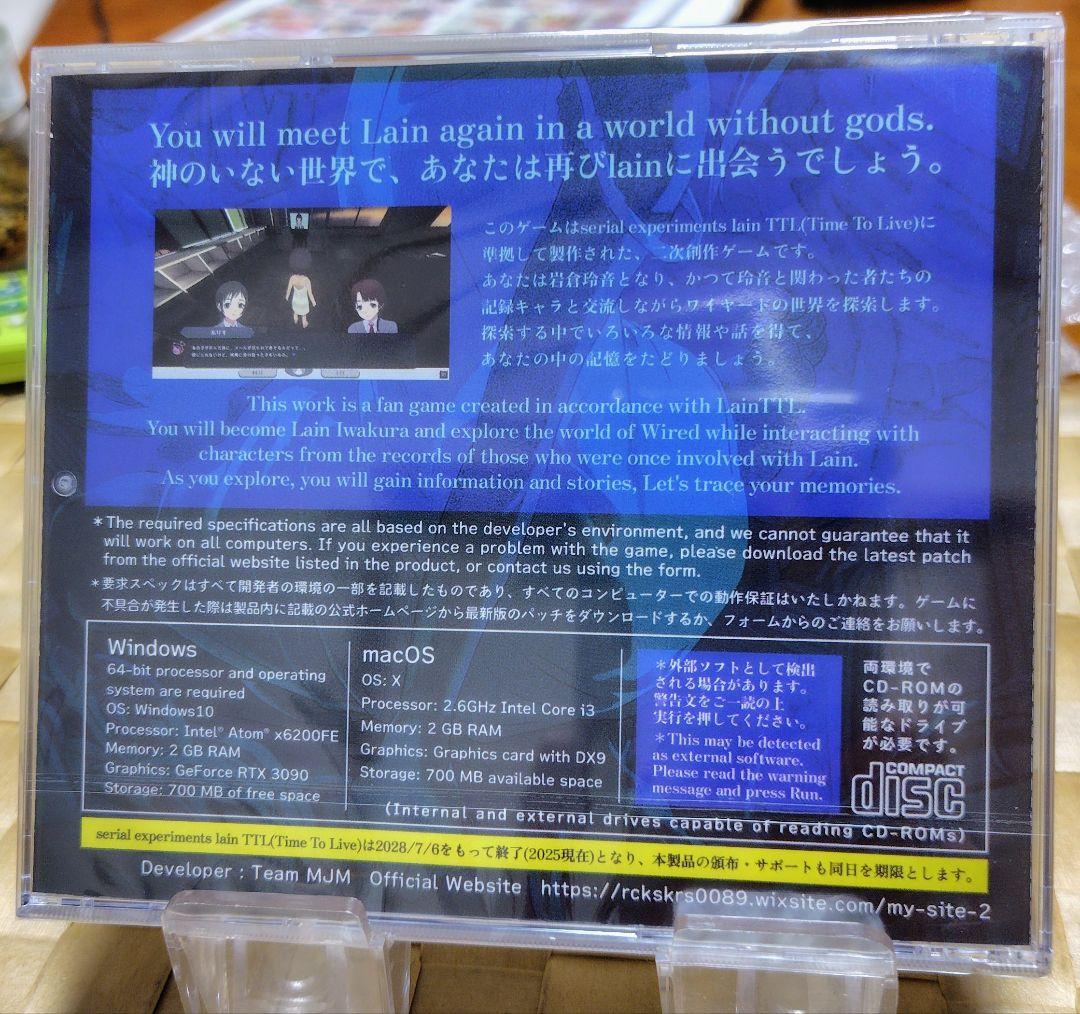 You will meet Lain again in a world without gods.
神のいない世界で、あなたは再びlainに出会うでしょう。
このゲームはserial experiments lain TTL(Time To Live)に
準拠して製作された、二次創作ゲームです。
あなたは岩倉玲音となり、かつて玲音と関わった者たちの
記録キャラと交流しながらワイヤードの世界を探索します。
探索する中でいろいろな情報や話を得て、
あなたの中の記憶をたどりましょう。
This work is a fan game created in accordance with LainTTL.
You will become Lain Iwakura and explore the world of Wired while interacting with
characters from the records of those who were once involved with Lain.
As you explore, you will gain information and stories, Let's trace your memories.
*The required specifications are all based on the developer's environment, and we cannot guarantee that it
will work on all computers. If you experience a problem with the game, please download the latest patch
from the official website listed in the product, or contact us using the form.
*要求スペックはすべて開発者の環境の一部を記載したものであり、すべてのコンピューターでの動作保証はいたしかねます。ゲームに
不具合が発生した際は製品内に記載の公式ホームページから最新版のパッチをダウンロードするか、フォームからのご連絡をお願いします。
Windows
64-bit processor and operating
system are required
OS: Windows10
Processor: Intel® Atom® x6200FE
Memory: 2 GB RAM
Graphics: GeForce RTX 3090
Storage: 700 MB of free space
macOS
OS: X
Processor: 2.6GHz Intel Core i3
Memory: 2 GB RAM
Graphics: Graphics card with DX9
Storage: 700 MB available space
*外部ソフトとして検出
される場合があります。
警告文をご一読の上
実行を押してください。
*This may be detected
as external software.
Please read the warning
message and press Run.
両環境で
CD-ROMの
読み取りが可
能なドライブ
が必要です。
COMPACT
disc
(Internal and external drives capable of reading CD-ROMs)
serial experiments lain TTL(Time To Live)は2028/7/6をもって終了(2025現在)となり、本製品の頒布・サポートも同日を期限とします。
Developer : Team MJM Official Website https://rckskrs0089.wixsite.com/my-site-2